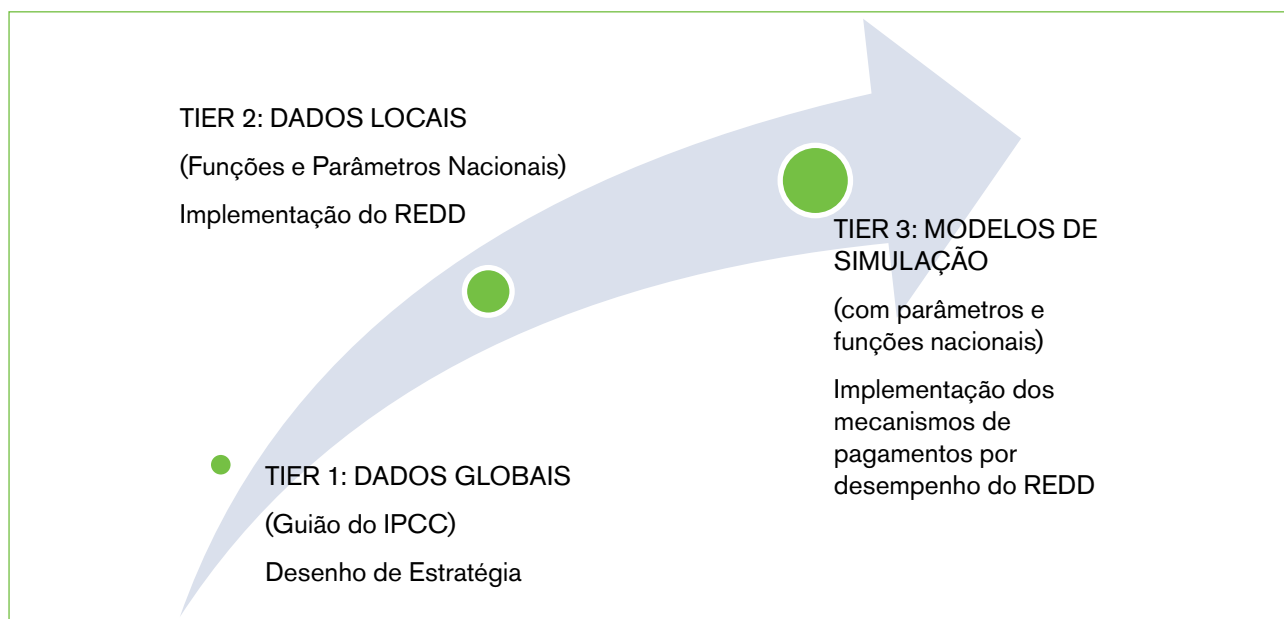 TIER 2: DADOS LOCAIS
(Funções e Parâmetros Nacionais)
Implementação do REDD
TIER 3: MODELOS DE
SIMULAÇÃO
(com parâmetros e
funções nacionais)
Implementação dos
mecanismos de
pagamentos por
desempenho do REDD
TIER 1: DADOS GLOBAIS
(Guião do IPCC)
Desenho de Estratégia